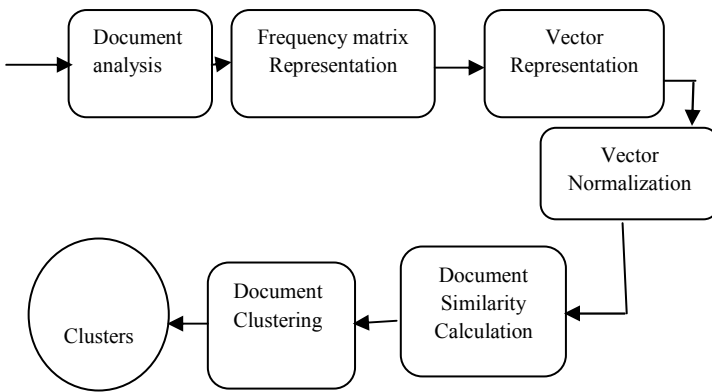 Document
analysis
Frequency matrix
Representation
Vector
Representation
Vector
Normalization
Document
Similarity
Calculation
Document
Clustering
Clusters